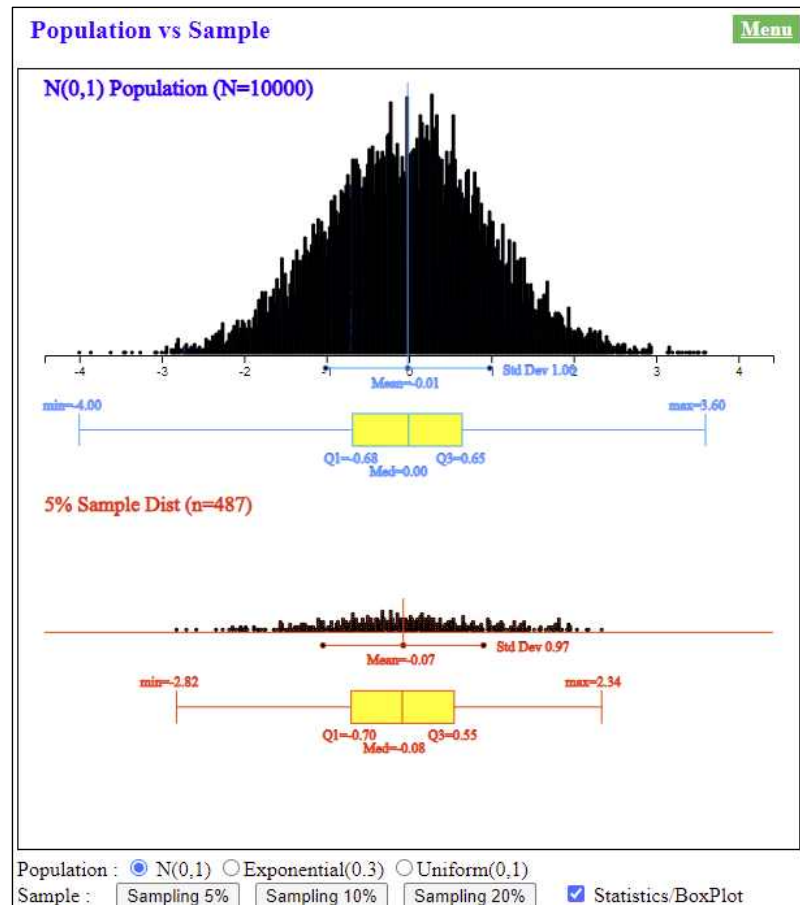 Population vs Sample
Menu
N(0,1) Population (N=10000)
-4 -3 -2 -1 0 1 2 3 4
Std Dev 1.00
Mean=-0.01
min=-4.00 max=3.60
Q1=-0.68 Q3=0.65
Med=0.00
5% Sample Dist (n=487)
Std Dev 0.97
Mean=-0.07
min=-2.82 max=2.34
Q1=-0.70 Q3=0.55
Med=-0.08
Population : N(0,1) Exponential(0.3) Uniform(0,1)
Sample : Sampling 5% Sampling 10% Sampling 20% Statistics/BoxPlot